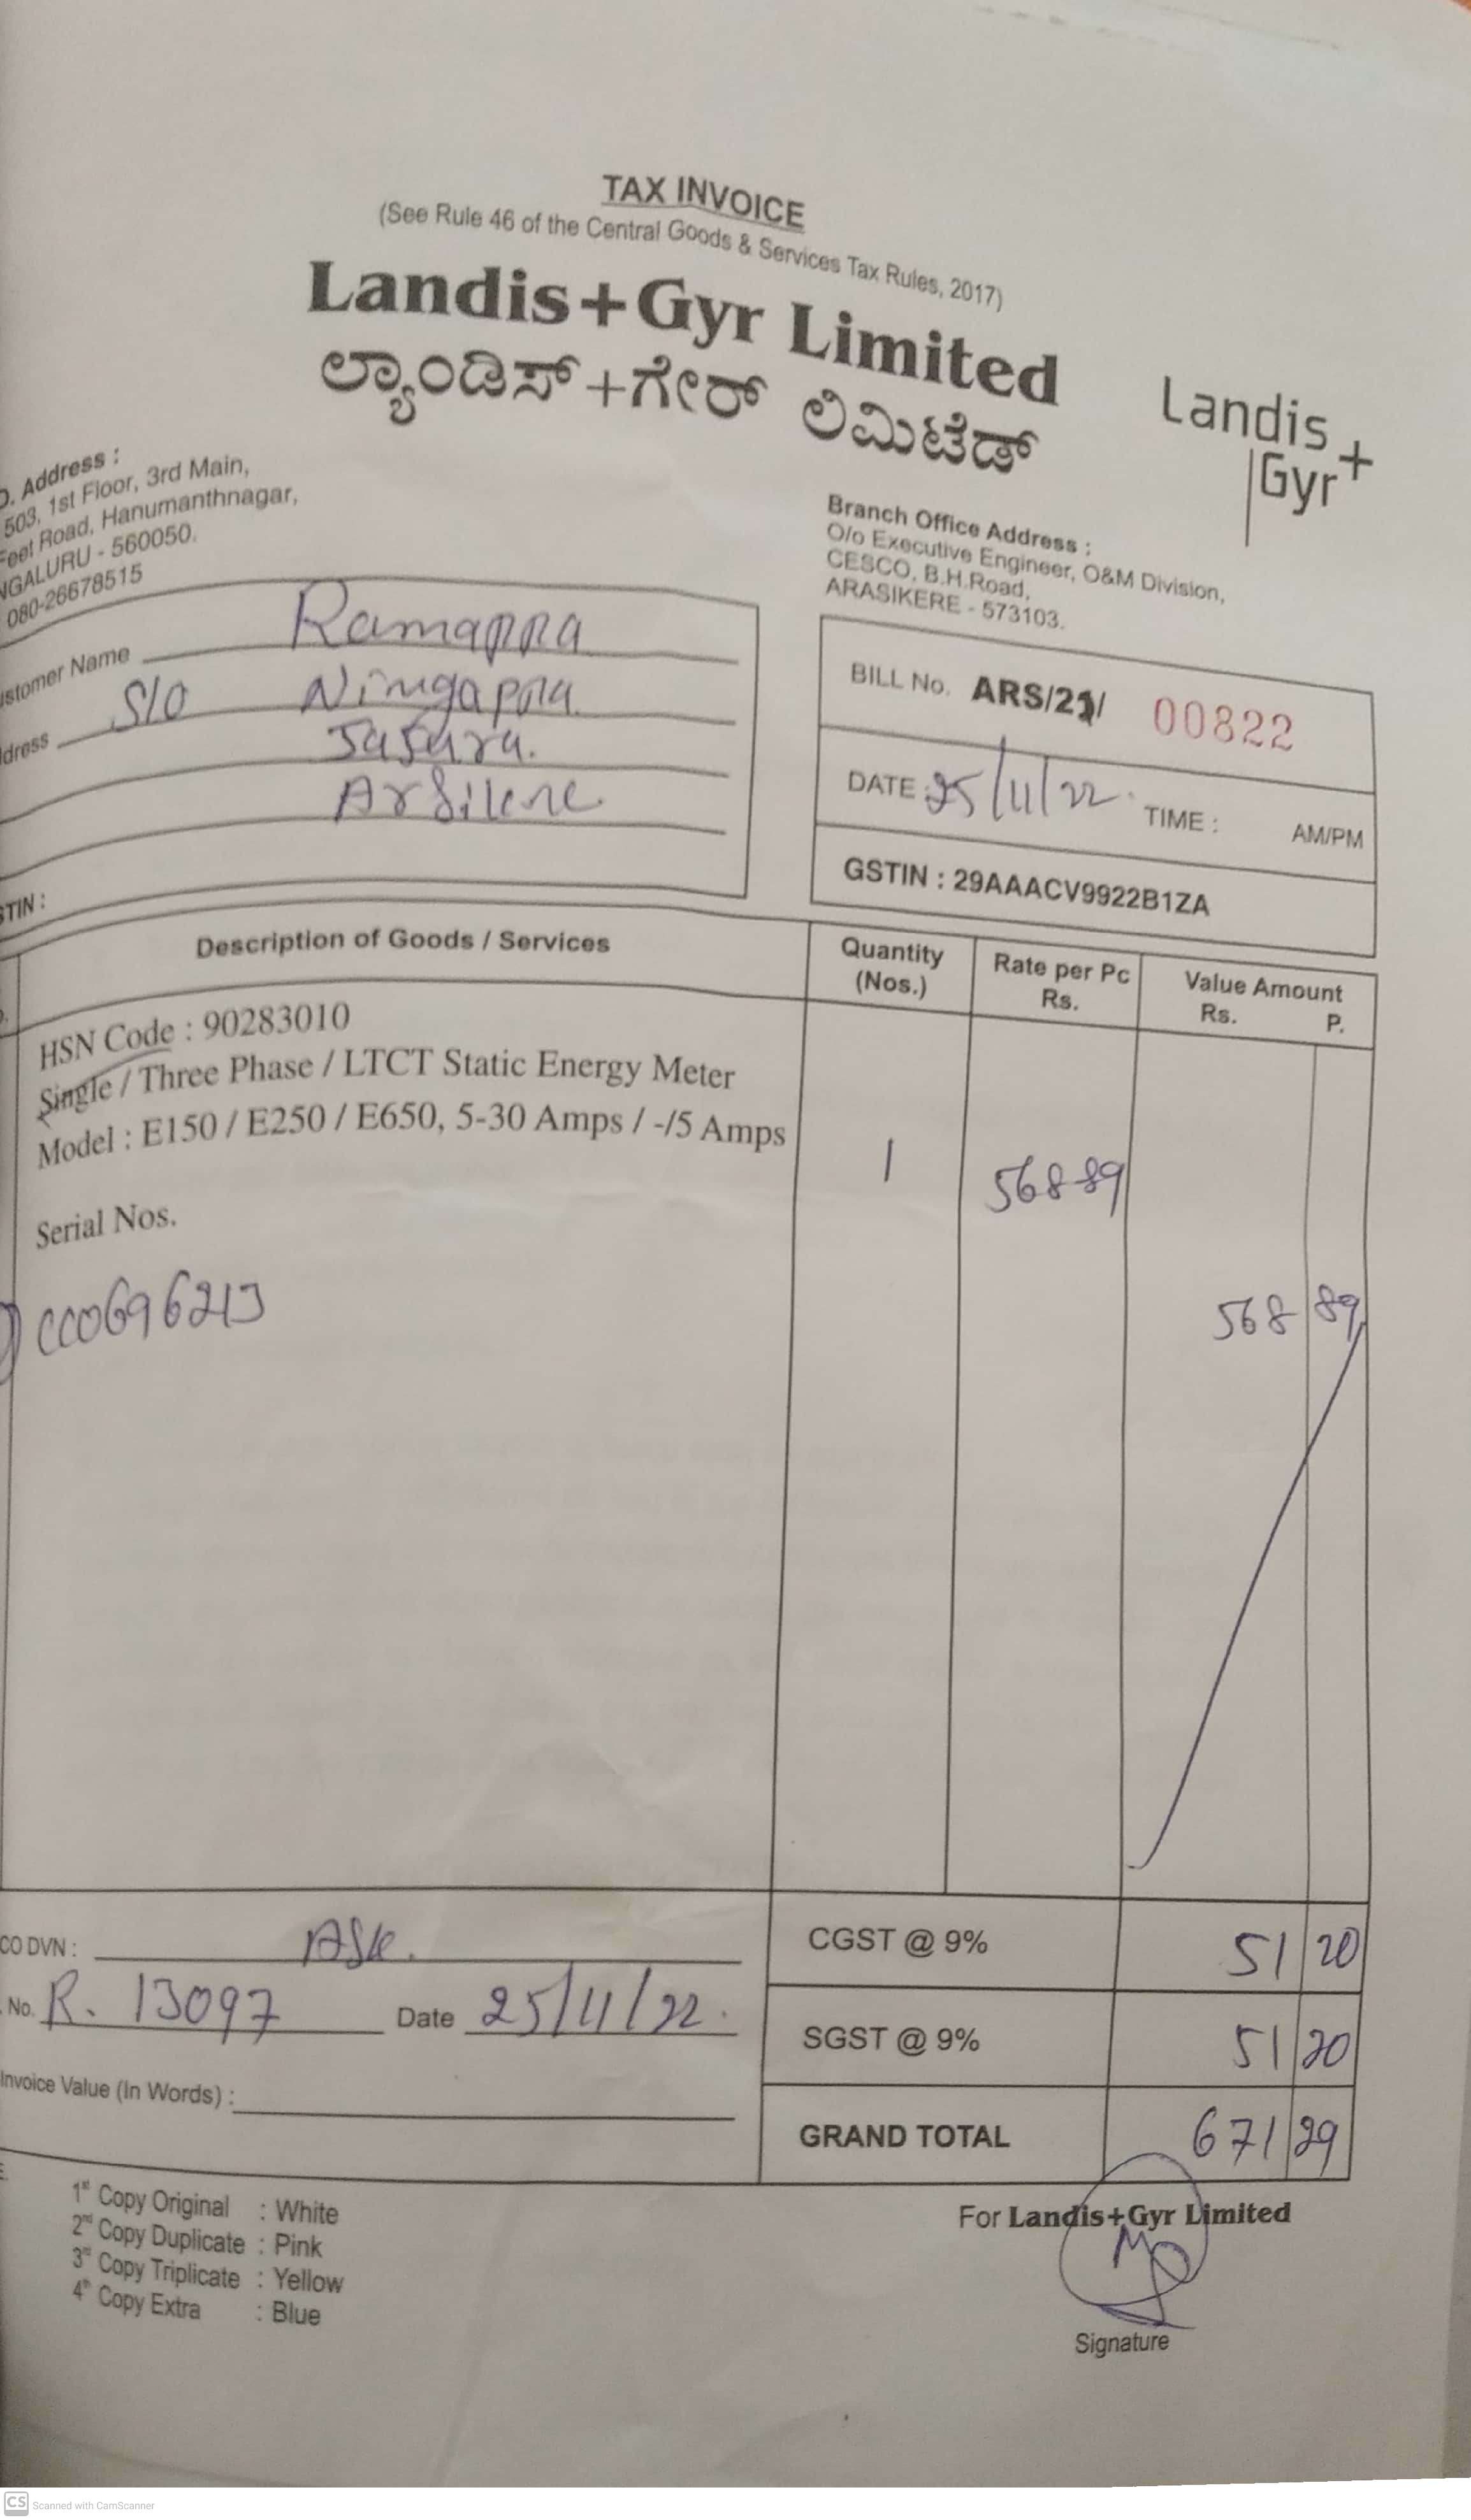 TAX INVOICE
(See Rule 46 of the Central Goods & Services Tax Rules, 2017)
Landis+Gyr Limited
ಲ್ಯಾಂಡಿಸ್+ಗೇರ್ ಲಿಮಿಟೆಡ್
Landis
Gyr+
. Address :
503, 1st Floor, 3rd Main,
Feet Road, Hanumanthnagar,
NGALURU - 560050.
080-26678515
Branch Office Address :
O/o Executive Engineer, O&M Division,
CESCO, B.H.Road,
ARASIKERE - 573103.
ustomer Name Ramappa
dress S/O Ningappa
Arsikere
STIN :
BILL No. ARS/21/ 00822
DATE : 25/11/22 TIME : AM/PM
GSTIN : 29AAACV9922B1ZA
Description of Goods / Services Quantity (Nos.) Rate per Pc Rs. Value Amount Rs. P.
HSN Code : 90283010
Single / Three Phase / LTCT Static Energy Meter
Model : E150 / E250 / E650, 5-30 Amps / -/5 Amps
1 568 89
Serial Nos.
CC0696213
568 89
CO DVN : ASK.
CGST @ 9% 51 20
No. R. 13097 Date 25/11/22.
SGST @ 9% 51 20
Invoice Value (In Words) :
GRAND TOTAL 671 29
1st Copy Original : White
2nd Copy Duplicate : Pink
3rd Copy Triplicate : Yellow
4th Copy Extra : Blue
For Landis+Gyr Limited
Signature
CS Scanned with CamScanner